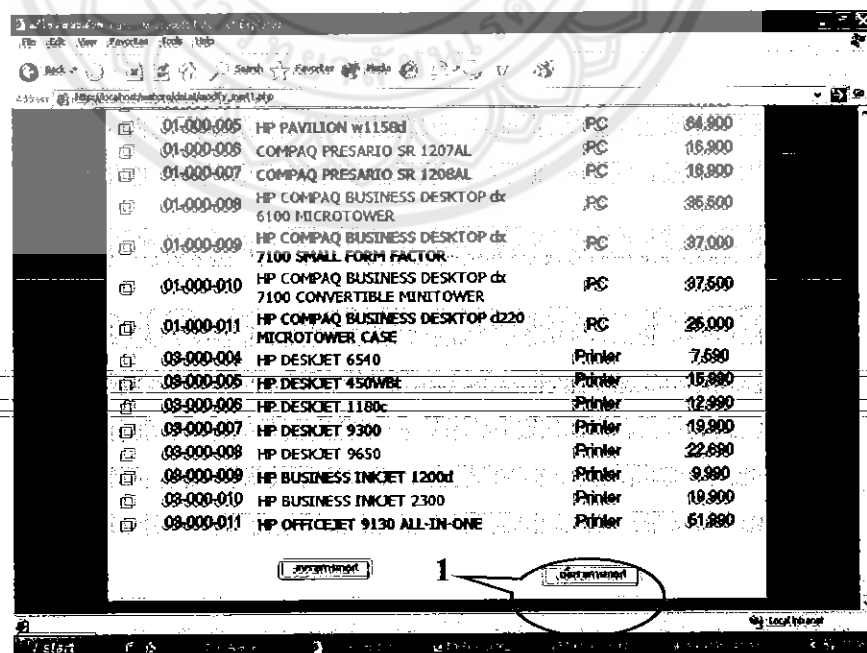 File Edit View Favorites Tools Help
Back Search Favorites Media
Address
01-000-005 HP PAVILION w1158d PC 64,900
01-000-006 COMPAQ PRESARIO SR 1207AL PC 16,900
01-000-007 COMPAQ PRESARIO SR 1208AL PC 18,900
01-000-008 HP COMPAQ BUSINESS DESKTOP dx PC 35,500
6100 MICROTOWER
01-000-009 HP COMPAQ BUSINESS DESKTOP dx PC 37,000
7100 SMALL FORM FACTOR
01-000-010 HP COMPAQ BUSINESS DESKTOP dx PC 37,500
7100 CONVERTIBLE MINITOWER
01-000-011 HP COMPAQ BUSINESS DESKTOP d220 PC 26,000
MICROTOWER CASE
03-000-004 HP DESKJET 6540 Printer 7,690
03-000-005 HP DESKJET 450WBt Printer 15,990
03-000-006 HP DESKJET 1180c Printer 12,990
03-000-007 HP DESKJET 9300 Printer 19,900
03-000-008 HP DESKJET 9650 Printer 22,690
03-000-009 HP BUSINESS INKJET 1200d Printer 9,990
03-000-010 HP BUSINESS INKJET 2300 Printer 19,900
03-000-011 HP OFFICEJET 9130 ALL-IN-ONE Printer 51,990
1
Local intranet
start